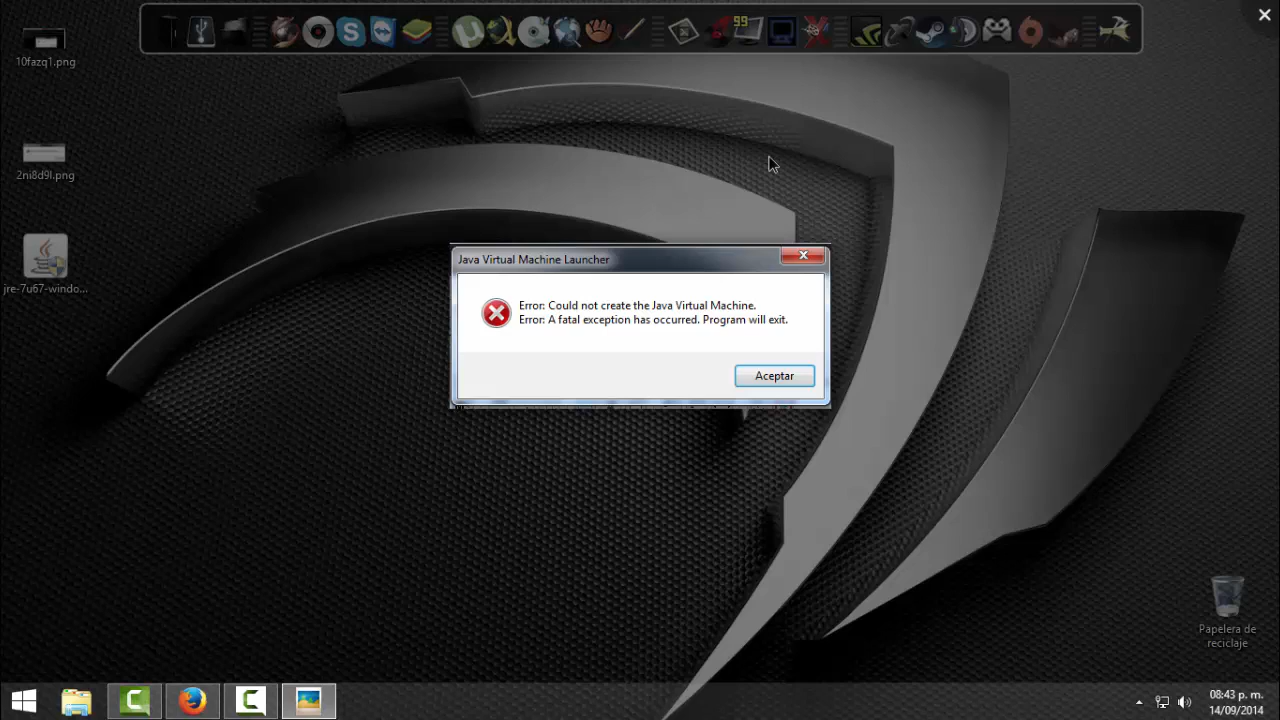 99
10fazq1.png
2ni8d9l.png
jre-7u67-windo...
Java Virtual Machine Launcher
Error: Could not create the Java Virtual Machine.
Error: A fatal exception has occurred. Program will exit.
Aceptar
Papelera de
reciclaje
08:43 p. m.
14/09/2014